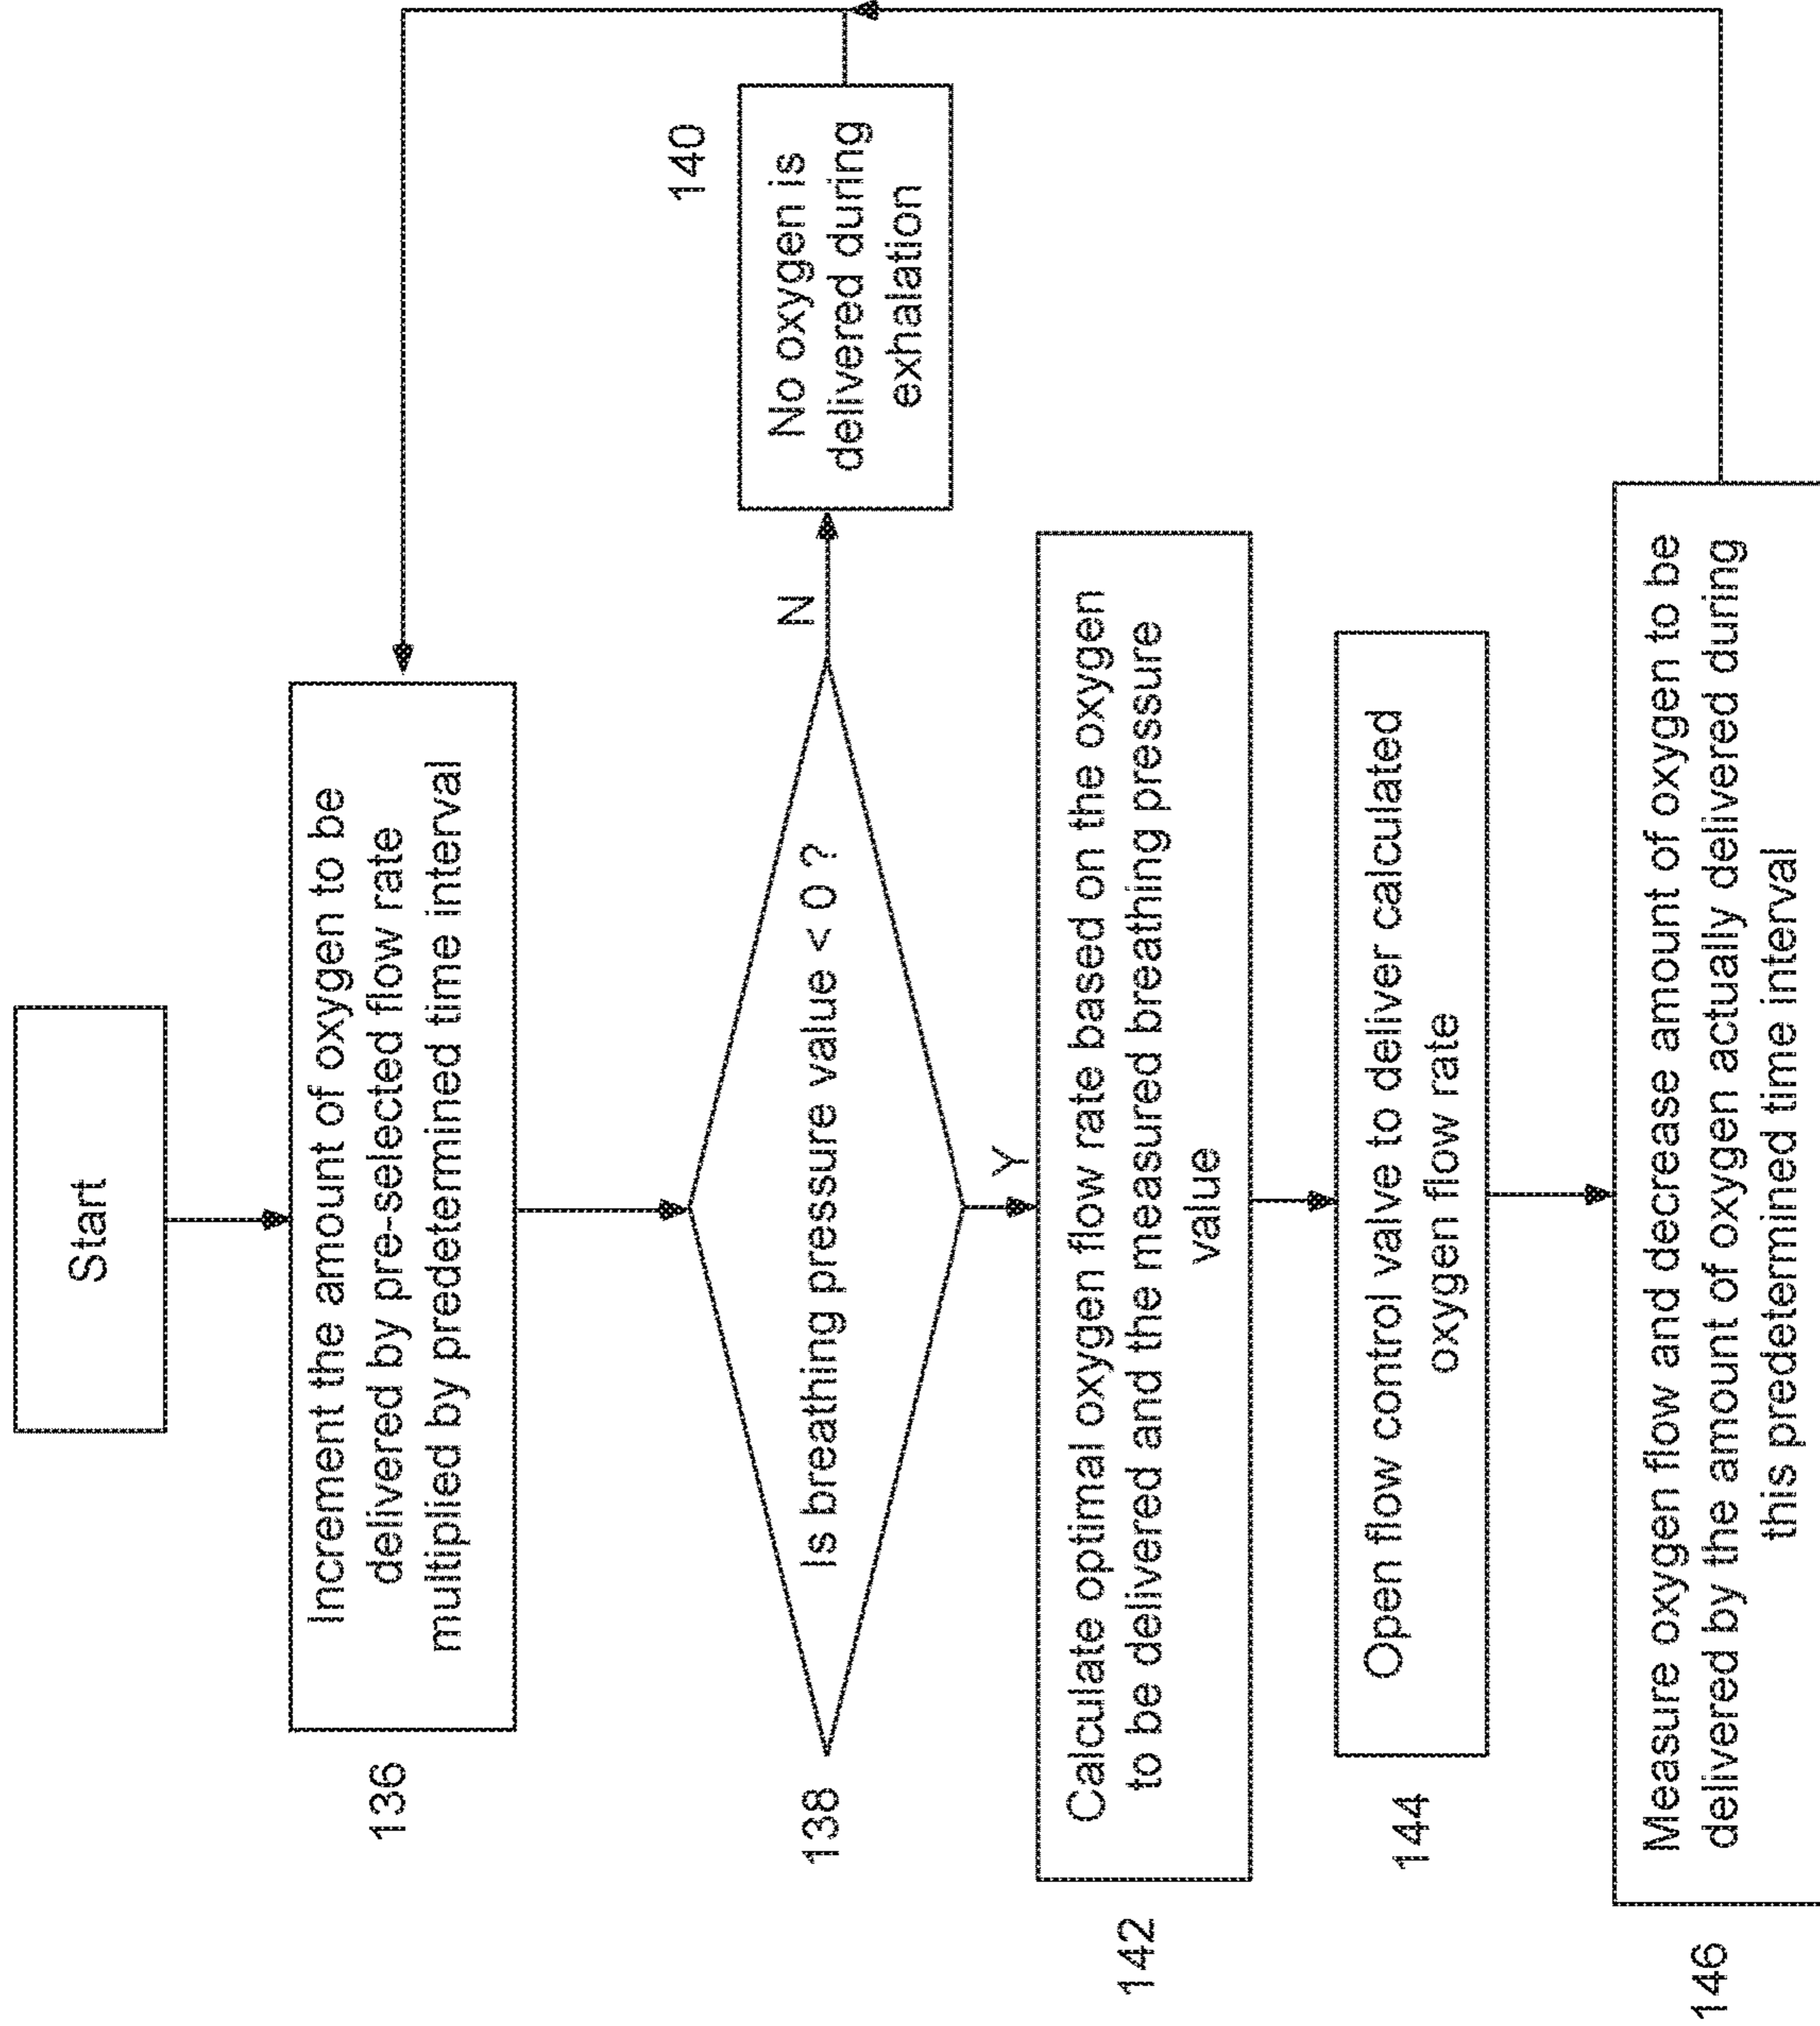 Start
Increment the amount of oxygen to be
delivered by pre-selected flow rate
multiplied by predetermined time interval
136
Is breathing pressure value < 0 ?
138
N
140
No oxygen is
delivered during
exhalation
Y
Calculate optimal oxygen flow rate based on the oxygen
to be delivered and the measured breathing pressure
value
142
Open flow control valve to deliver calculated
oxygen flow rate
144
Measure oxygen flow and decrease amount of oxygen to be
delivered by the amount of oxygen actually delivered during
this predetermined time interval
146